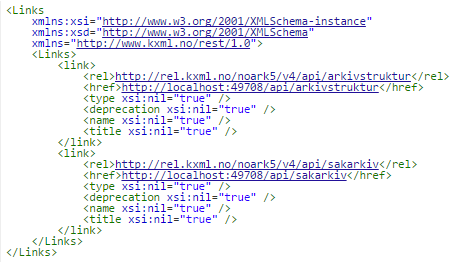 <Links
    xmlns:xsi="http://www.w3.org/2001/XMLSchema-instance"
    xmlns:xsd="http://www.w3.org/2001/XMLSchema"
    xmlns="http://www.kxml.no/rest/1.0">
    <Links>
        <link>
            <rel>http://rel.kxml.no/noark5/v4/api/arkivstruktur</rel>
            <href>http://localhost:49708/api/arkivstruktur</href>
            <type xsi:nil="true" />
            <deprecation xsi:nil="true" />
            <name xsi:nil="true" />
            <title xsi:nil="true" />
        </link>
        <link>
            <rel>http://rel.kxml.no/noark5/v4/api/sakarkiv</rel>
            <href>http://localhost:49708/api/sakarkiv</href>
            <type xsi:nil="true" />
            <deprecation xsi:nil="true" />
            <name xsi:nil="true" />
            <title xsi:nil="true" />
        </link>
    </Links>
</Links>